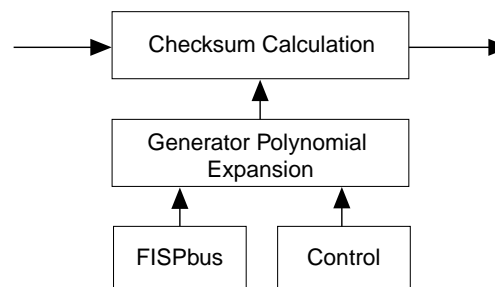 Checksum Calculation
Generator Polynomial
Expansion
FISPbus
Control